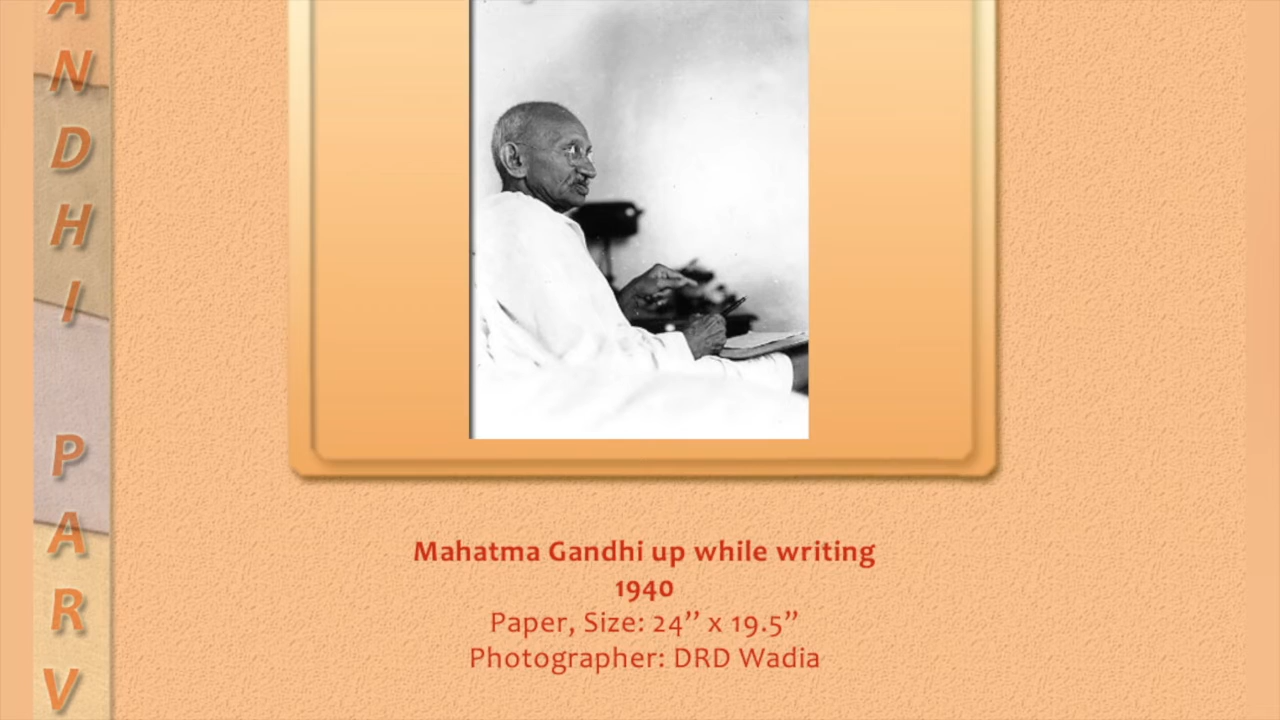 ANDHI PARV
Mahatma Gandhi up while writing
1940
Paper, Size: 24’’ x 19.5”
Photographer: DRD Wadia